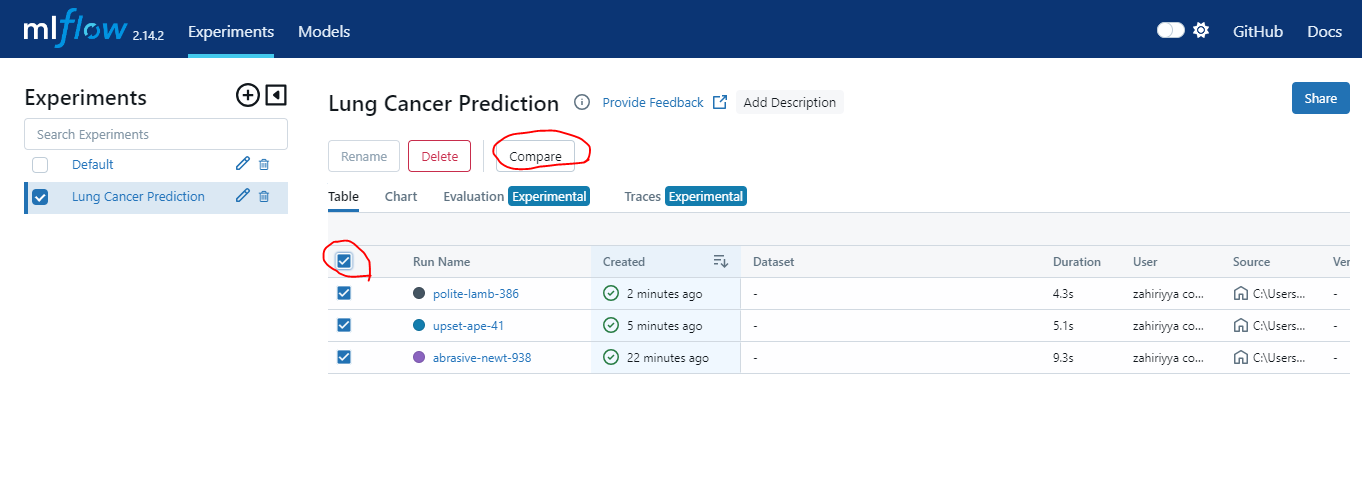 mlflow 2.14.2 Experiments Models GitHub Docs
Experiments
Search Experiments
Default
Lung Cancer Prediction
Lung Cancer Prediction Provide Feedback Add Description Share
Rename Delete Compare
Table Chart Evaluation Experimental Traces Experimental
Run Name Created Dataset Duration User Source Ver
polite-lamb-386 2 minutes ago - 4.3s zahiriyya co... C:\Users... -
upset-ape-41 5 minutes ago - 5.1s zahiriyya co... C:\Users... -
abrasive-newt-938 22 minutes ago - 9.3s zahiriyya co... C:\Users... -